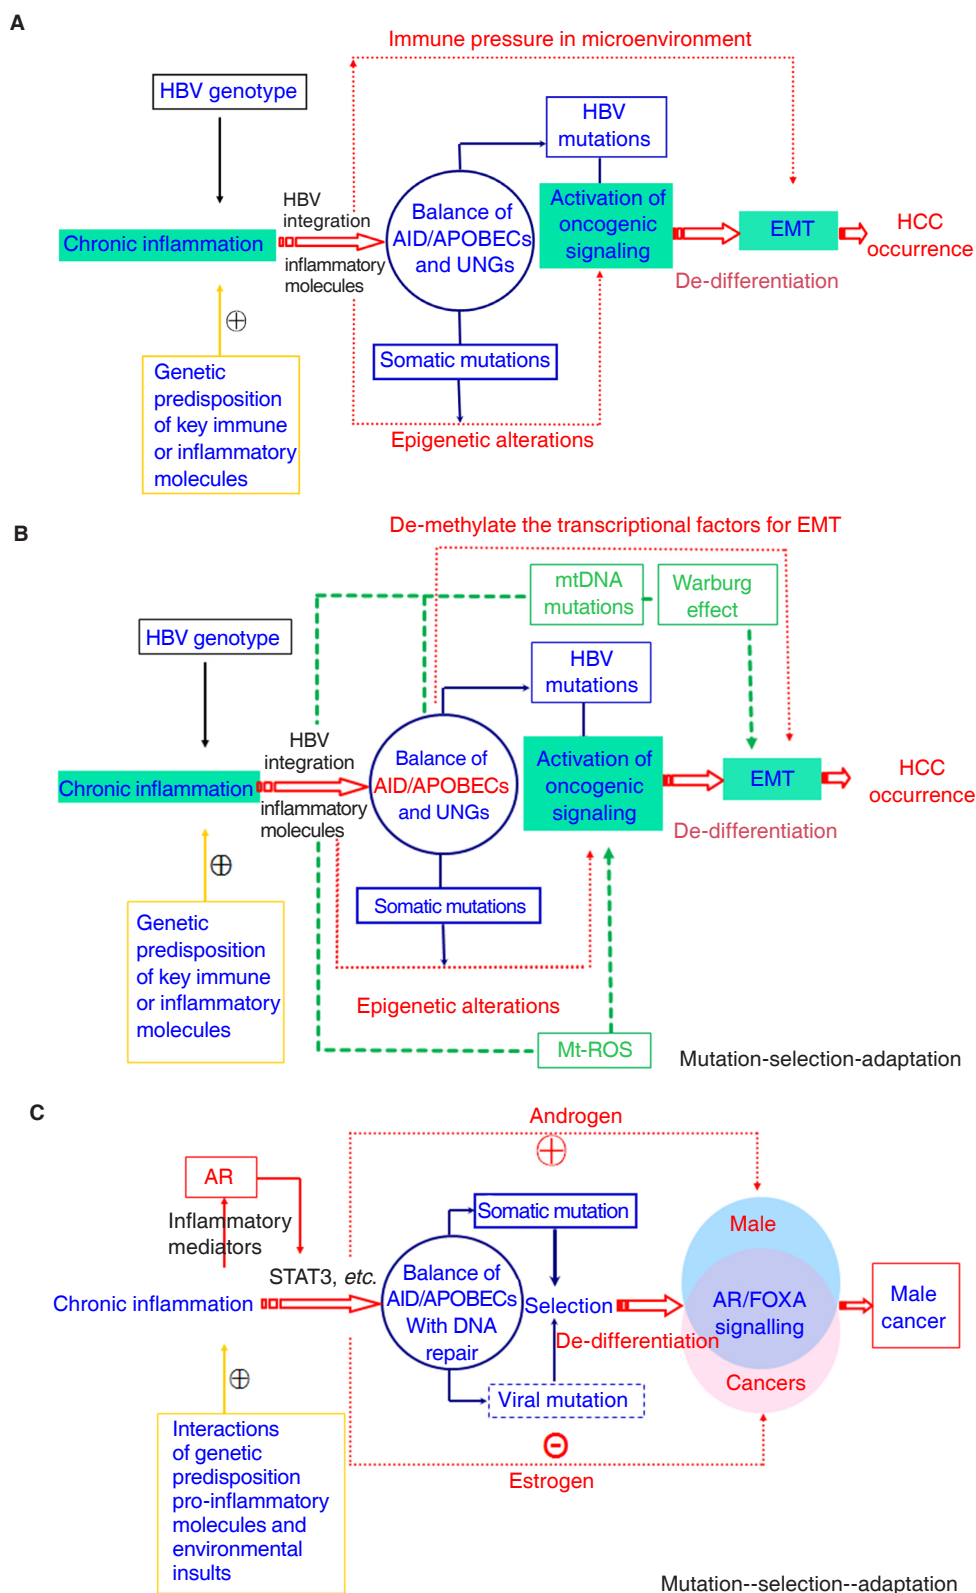 A
Immune pressure in microenvironment
HBV genotype
HBV
mutations
HBV
integration
Balance of
AID/APOBECs
and UNGs
Activation of
oncogenic
signaling
EMT
HCC
occurrence
Chronic inflammation
inflammatory
molecules
De-differentiation
Somatic mutations
Genetic
predisposition
of key immune
or inflammatory
molecules
Epigenetic alterations
B
De-methylate the transcriptional factors for EMT
mtDNA
mutations
Warburg
effect
HBV genotype
HBV
mutations
HBV
integration
Balance of
AID/APOBECs
and UNGs
Activation of
oncogenic
signaling
EMT
HCC
occurrence
Chronic inflammation
inflammatory
molecules
De-differentiation
Somatic mutations
Genetic
predisposition
of key immune
or inflammatory
molecules
Epigenetic alterations
Mt-ROS
Mutation-selection-adaptation
C
Androgen
AR
Inflammatory
mediators
Somatic mutation
Male
STAT3, etc.
Balance of
AID/APOBECs
With DNA
repair
Chronic inflammation
Selection
De-differentiation
AR/FOXA
signalling
Male
cancer
Cancers
Viral mutation
Interactions
of genetic
predisposition
pro-inflammatory
molecules and
environmental
insults
Estrogen
Mutation--selection--adaptation